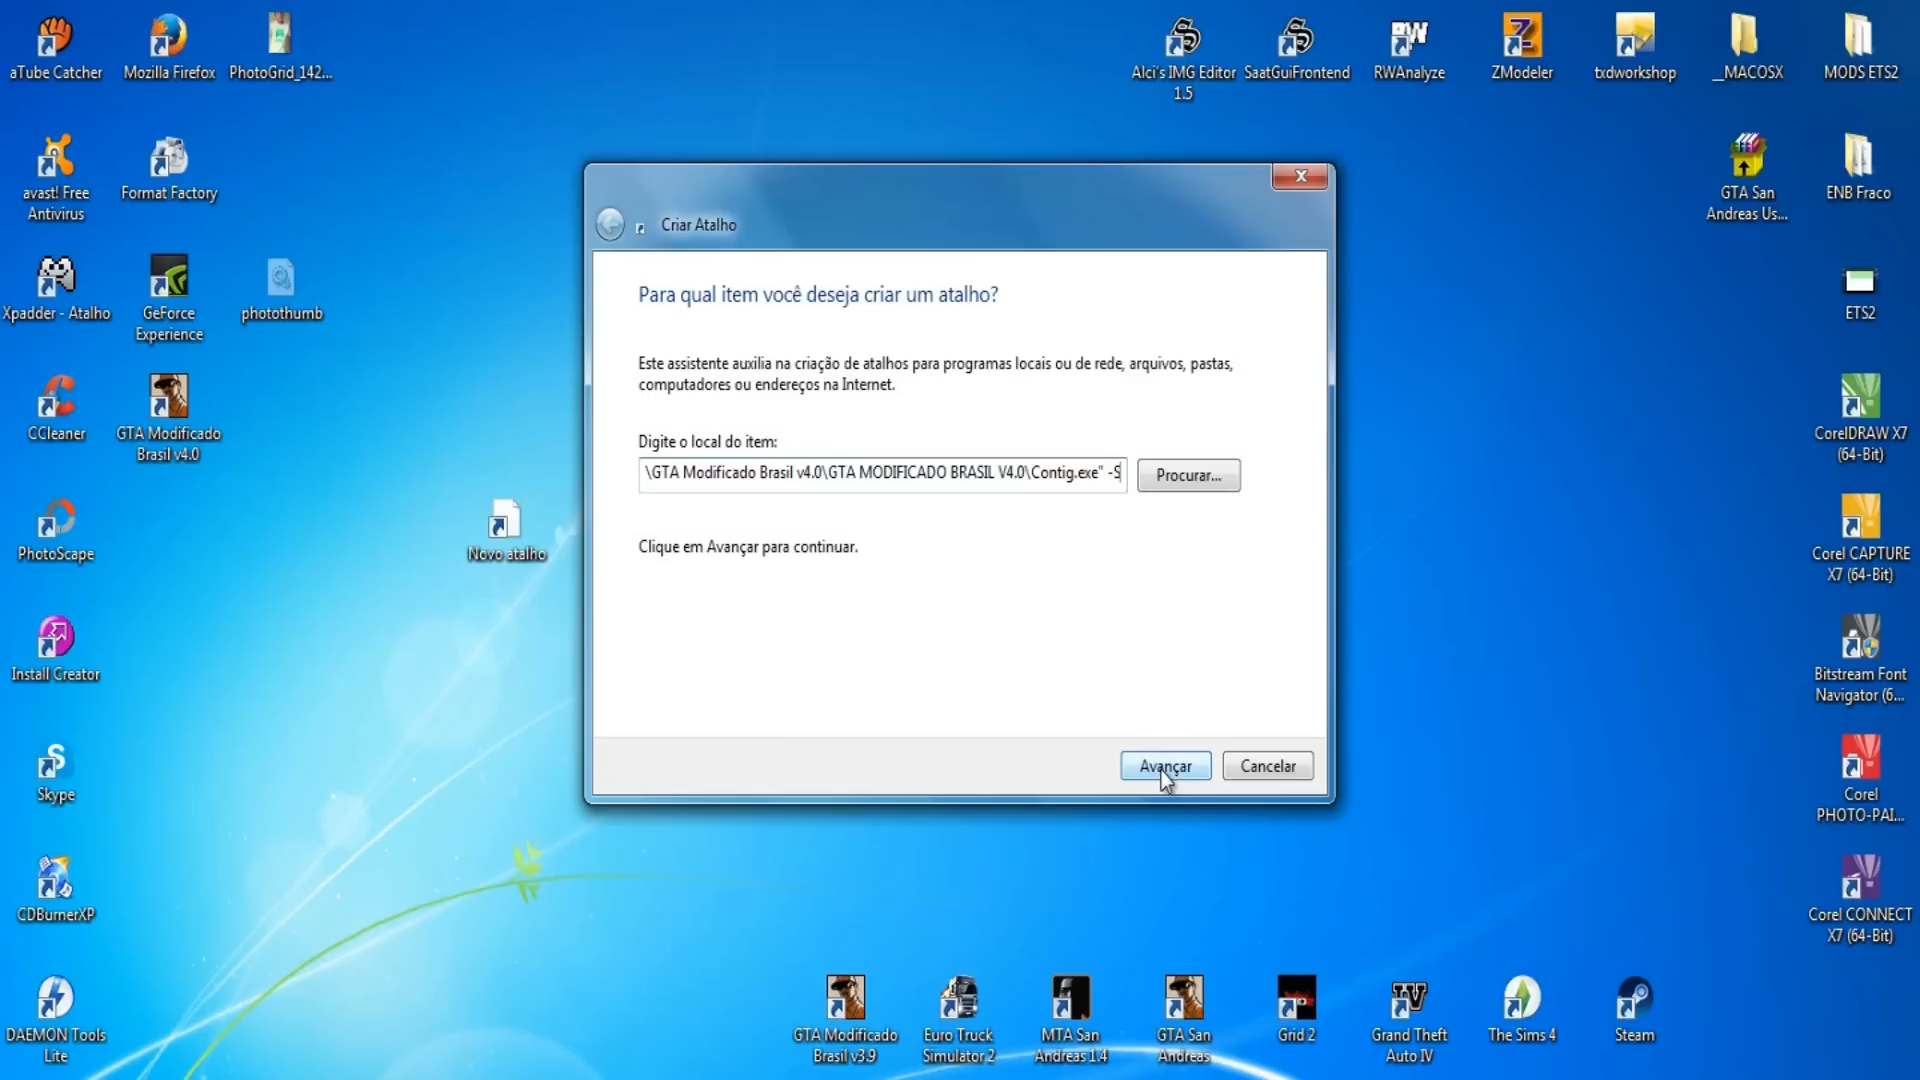 aTube Catcher
Mozilla Firefox
PhotoGrid_142...
Alci's IMG Editor
1.5
SaatGuiFrontend
RWAnalyze
ZModeler
txdworkshop
__MACOSX
MODS ETS2
avast! Free
Antivirus
Format Factory
GTA San
Andreas Us...
ENB Fraco
Xpadder - Atalho
GeForce
Experience
photothumb
ETS2
CCleaner
GTA Modificado
Brasil v4.0
CorelDRAW X7
(64-Bit)
PhotoScape
Novo atalho
Corel CAPTURE
X7 (64-Bit)
Install Creator
Bitstream Font
Navigator (6...
Skype
Corel
PHOTO-PAI...
CDBurnerXP
Corel CONNECT
X7 (64-Bit)
DAEMON Tools
Lite
GTA Modificado
Brasil v3.9
Euro Truck
Simulator 2
MTA San
Andreas 1.4
GTA San
Andreas
Grid 2
Grand Theft
Auto IV
The Sims 4
Steam
Criar Atalho
Para qual item você deseja criar um atalho?
Este assistente auxilia na criação de atalhos para programas locais ou de rede, arquivos, pastas,
computadores ou endereços na Internet.
Digite o local do item:
\GTA Modificado Brasil v4.0\GTA MODIFICADO BRASIL V4.0\Contig.exe" -S
Procurar...
Clique em Avançar para continuar.
Avançar
Cancelar